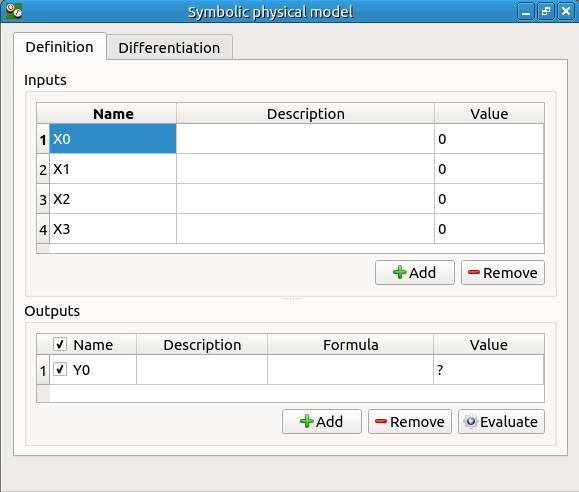 Symbolic physical model
Definition Differentiation
Inputs
Name Description Value
1 X0 0
2 X1 0
3 X2 0
4 X3 0
Add Remove
Outputs
Name Description Formula Value
1 Y0 ?
Add Remove Evaluate